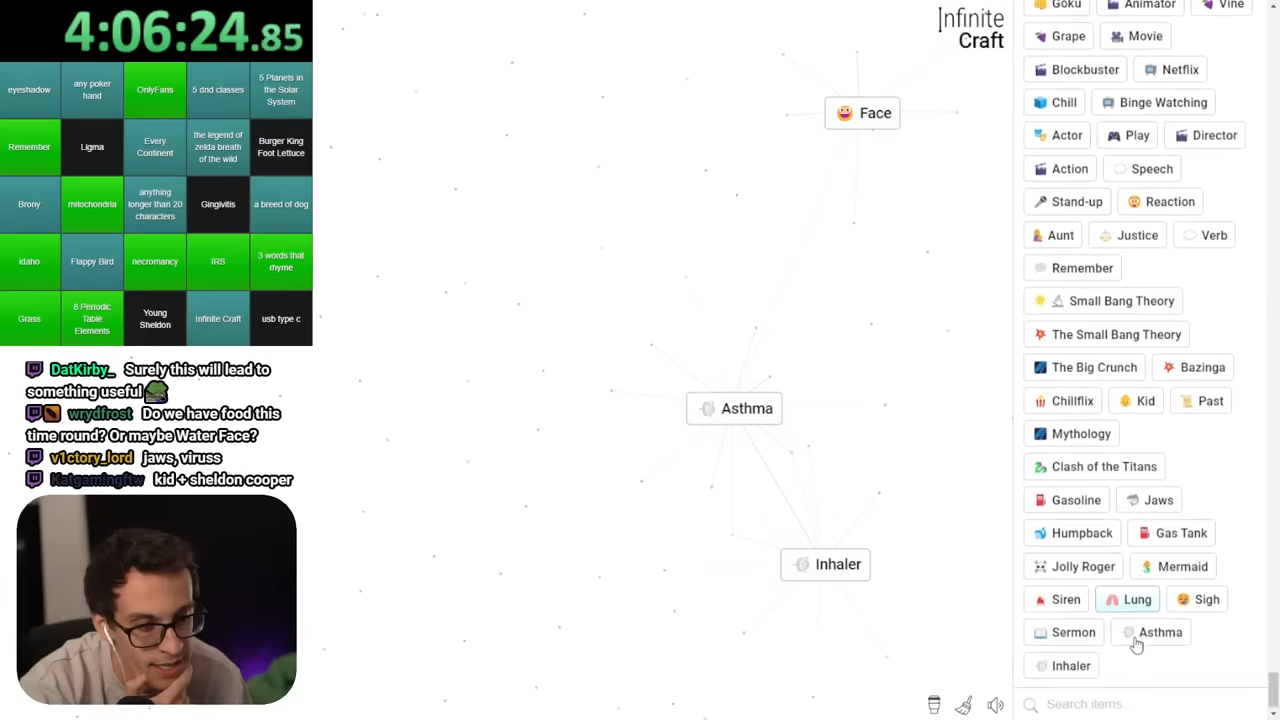 4:06:24.85
eyeshadow
any poker
hand
OnlyFans
5 dnd classes
5 Planets in
the Solar
System
Remember
Ligma
Every
Continent
the legend of
zelda breath
of the wild
Burger King
Foot Lettuce
Brony
mitochondria
anything
longer than 20
characters
Gingivitis
a breed of dog
idaho
Flappy Bird
necromancy
IRS
3 words that
rhyme
Grass
8 Periodic
Table
Elements
Young
Sheldon
Infinite Craft
usb type c
DatKirby_ Surely this will lead to
something useful
wrydfrost Do we have food this
time round? Or maybe Water Face?
v1ctory_lord jaws, viruss
Katgamingftw kid + sheldon cooper
Infinite
Craft
Face
Asthma
Inhaler
Goku Animator Vine
Grape Movie
Blockbuster Netflix
Chill Binge Watching
Actor Play Director
Action Speech
Stand-up Reaction
Aunt Justice Verb
Remember
Small Bang Theory
The Small Bang Theory
The Big Crunch Bazinga
Chillflix Kid Past
Mythology
Clash of the Titans
Gasoline Jaws
Humpback Gas Tank
Jolly Roger Mermaid
Siren Lung Sigh
Sermon Asthma
Inhaler
Search items...